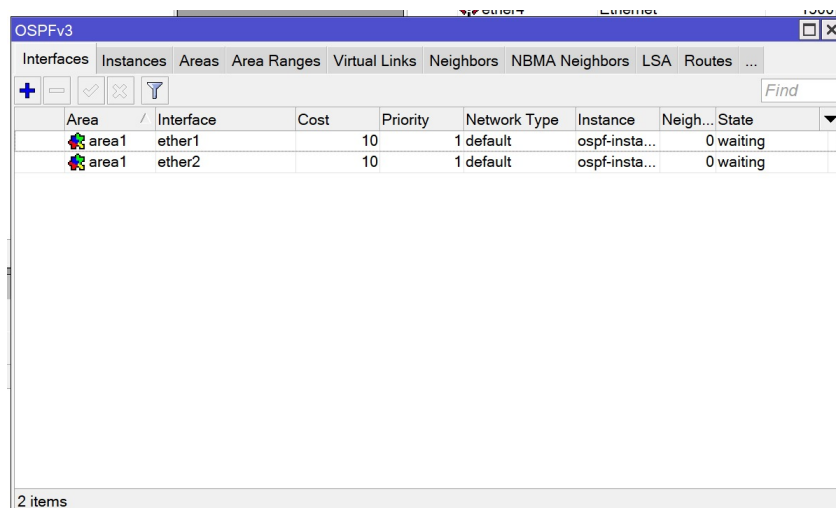 OSPFv3
Interfaces Instances Areas Area Ranges Virtual Links Neighbors NBMA Neighbors LSA Routes ...
Find
Area Interface Cost Priority Network Type Instance Neigh... State
area1 ether1 10 1 default ospf-insta... 0 waiting
area1 ether2 10 1 default ospf-insta... 0 waiting
2 items